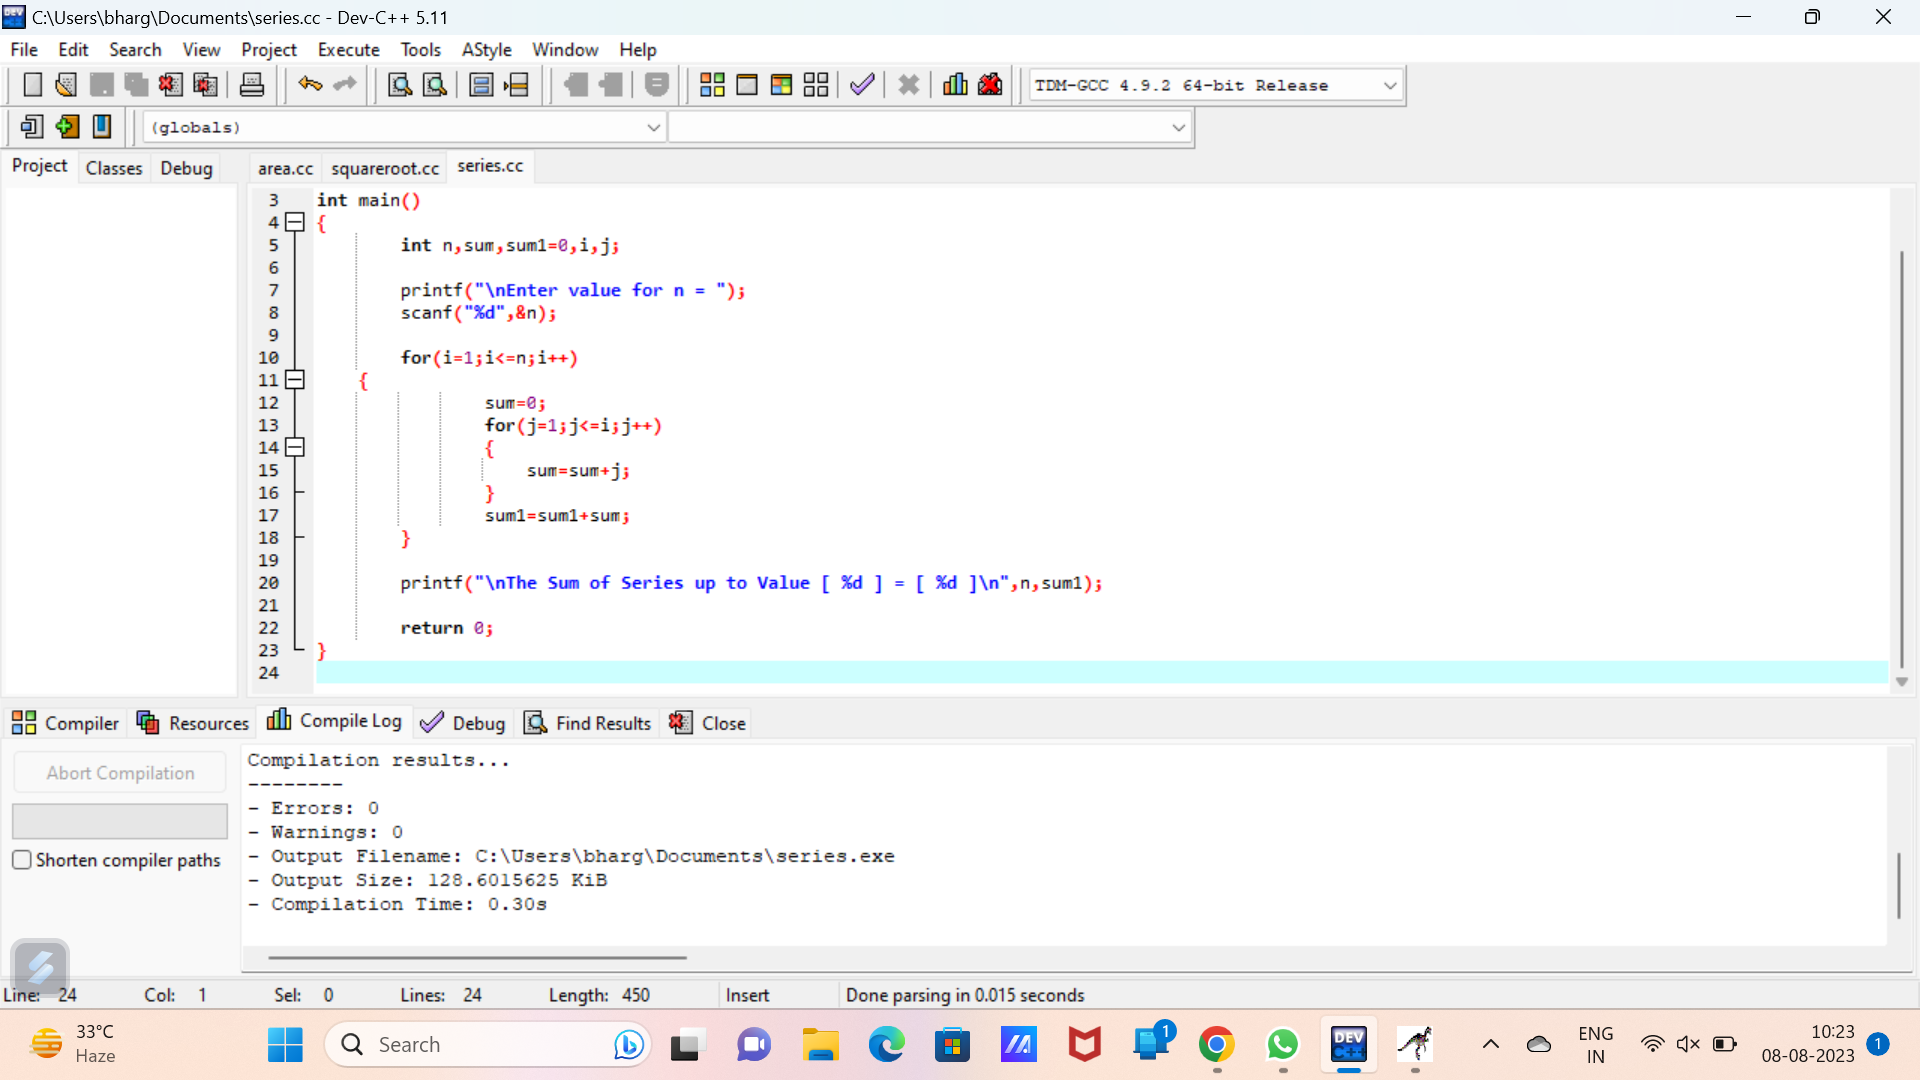 C:\Users\bharg\Documents\series.cc - Dev-C++ 5.11
File Edit Search View Project Execute Tools AStyle Window Help
TDM-GCC 4.9.2 64-bit Release
(globals)
Project Classes Debug
area.cc squareroot.cc series.cc
3 int main()
4 {
5 int n,sum,sum1=0,i,j;
6
7 printf("\nEnter value for n = ");
8 scanf("%d",&n);
9
10 for(i=1;i<=n;i++)
11 {
12 sum=0;
13 for(j=1;j<=i;j++)
14 {
15 sum=sum+j;
16 }
17 sum1=sum1+sum;
18 }
19
20 printf("\nThe Sum of Series up to Value [ %d ] = [ %d ]\n",n,sum1);
21
22 return 0;
23 }
24
Compiler Resources Compile Log Debug Find Results Close
Abort Compilation
Shorten compiler paths
Compilation results...
--------
- Errors: 0
- Warnings: 0
- Output Filename: C:\Users\bharg\Documents\series.exe
- Output Size: 128.6015625 KiB
- Compilation Time: 0.30s
Line: 24 Col: 1 Sel: 0 Lines: 24 Length: 450 Insert Done parsing in 0.015 seconds
33°C
Haze
Search
1
DEV
C++
ENG
IN
10:23
08-08-2023
1